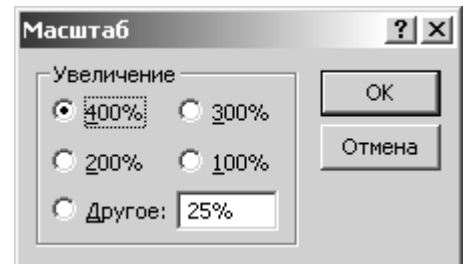 Масштаб ? ×
Увеличение
400% 300%
200% 100%
Другое: 25%
OK
Отмена